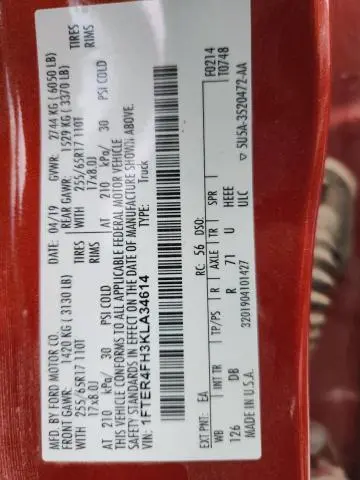 MFD. BY FORD MOTOR CO.
DATE: 04/19 GVWR: 2744 KG ( 6050 LB)
FRONT GAWR: 1420 KG ( 3130 LB) REAR GAWR: 1529 KG ( 3370 LB)
WITH 255/65R17 110T TIRES WITH 255/65R17 110T TIRES
17x8.0J RIMS 17x8.0J RIMS
AT 210 kPa/ 30 PSI COLD AT 210 kPa/ 30 PSI COLD
THIS VEHICLE CONFORMS TO ALL APPLICABLE FEDERAL MOTOR VEHICLE
SAFETY STANDARDS IN EFFECT ON THE DATE OF MANUFACTURE SHOWN ABOVE.
VIN: 1FTER4FH3KLA34614
TYPE: Truck
F0214
T0748
EXT PNT: EA RC: 56 DSO:
INT TR TP/PS R AXLE TR SPR
126 DB R 71 U HEEE
MADE IN U.S.A. 3201904101427 ULC
5U5A-3520472-AA